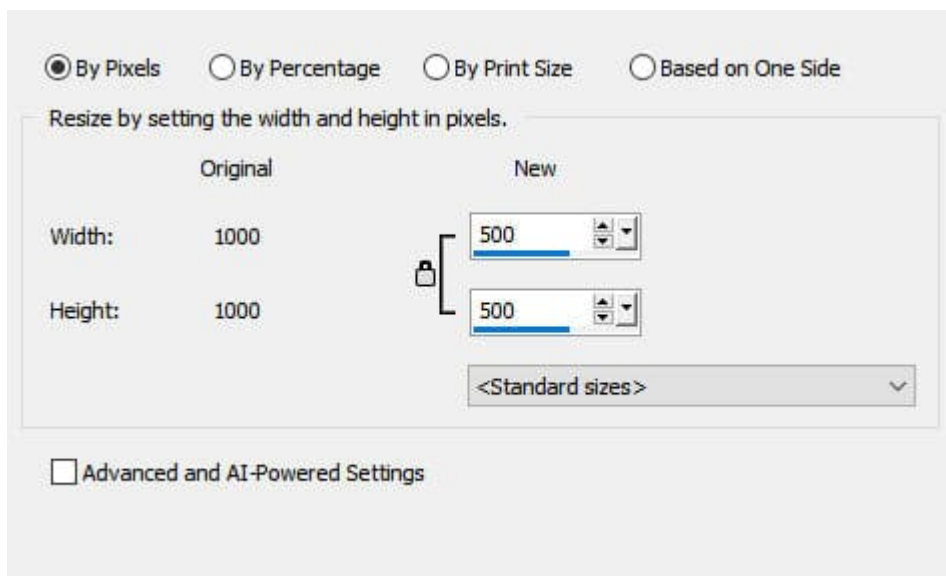 By Pixels By Percentage By Print Size Based on One Side
Resize by setting the width and height in pixels.
Original New
Width: 1000 500
Height: 1000 500
<Standard sizes>
Advanced and AI-Powered Settings